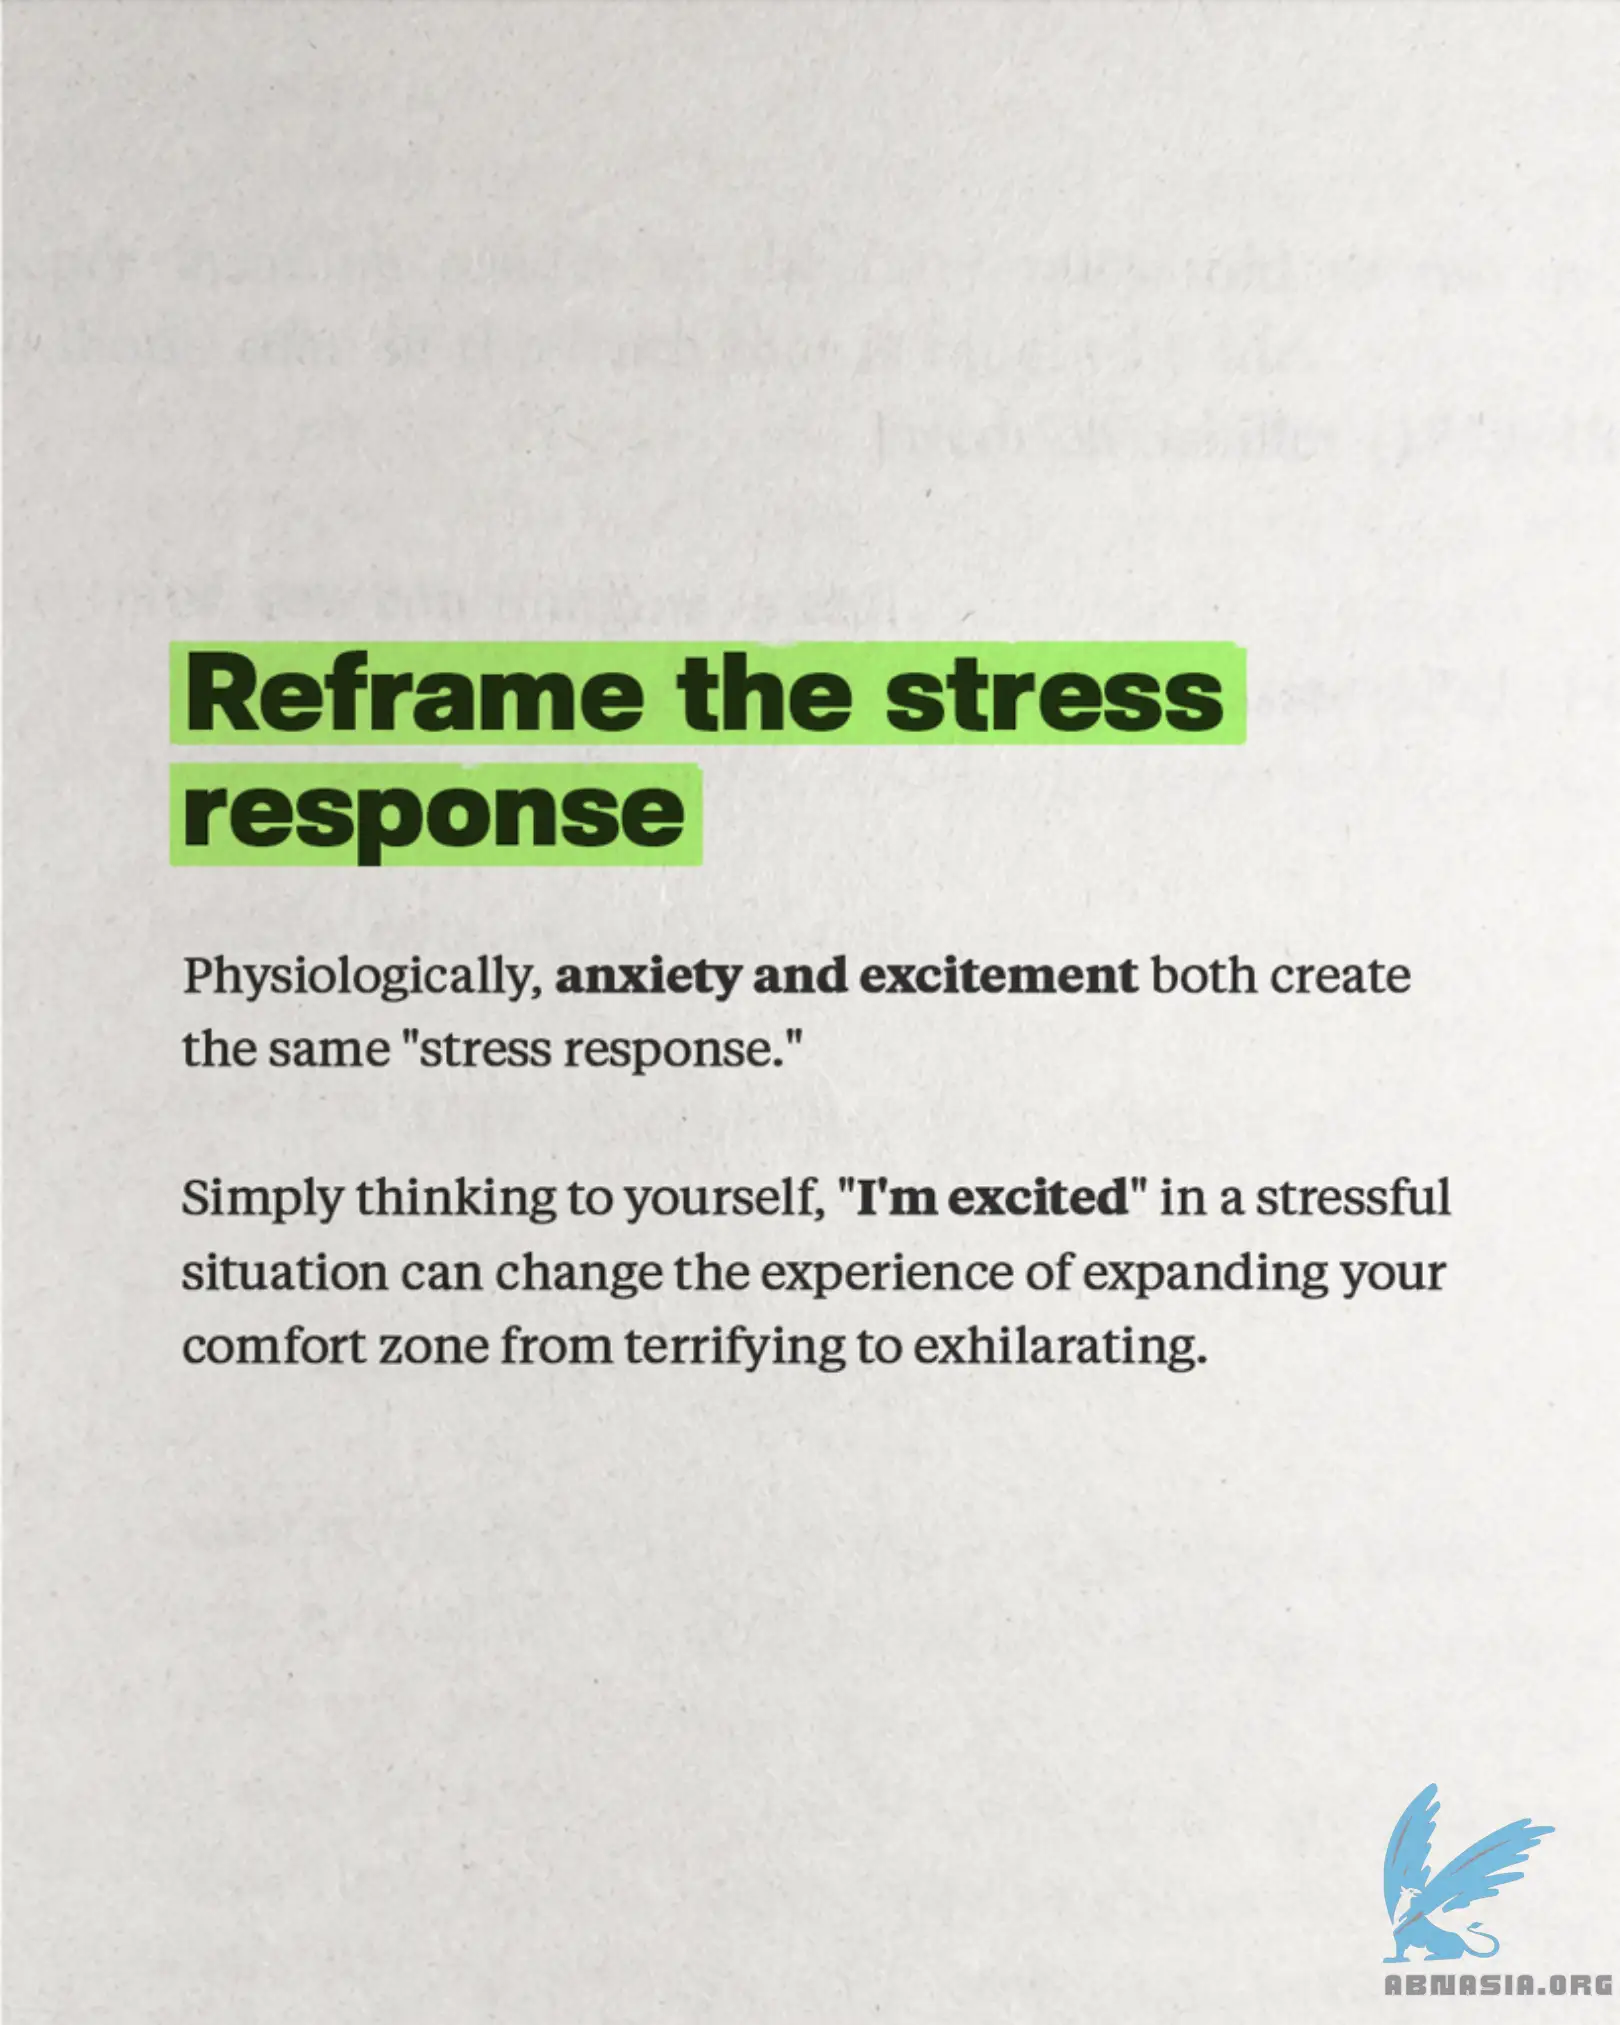 Reframe the stress
response
Physiologically, anxiety and excitement both create
the same "stress response."
Simply thinking to yourself, "I'm excited" in a stressful
situation can change the experience of expanding your
comfort zone from terrifying to exhilarating.
ABNASIA.ORG